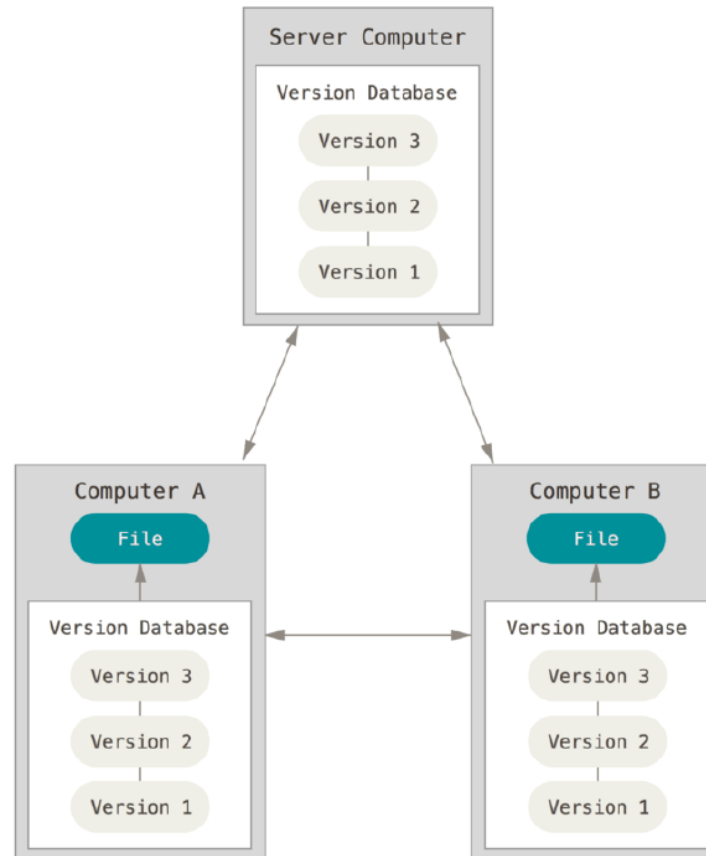 Server Computer
Version Database
Version 3
Version 2
Version 1
Computer A
File
Version Database
Version 3
Version 2
Version 1
Computer B
File
Version Database
Version 3
Version 2
Version 1